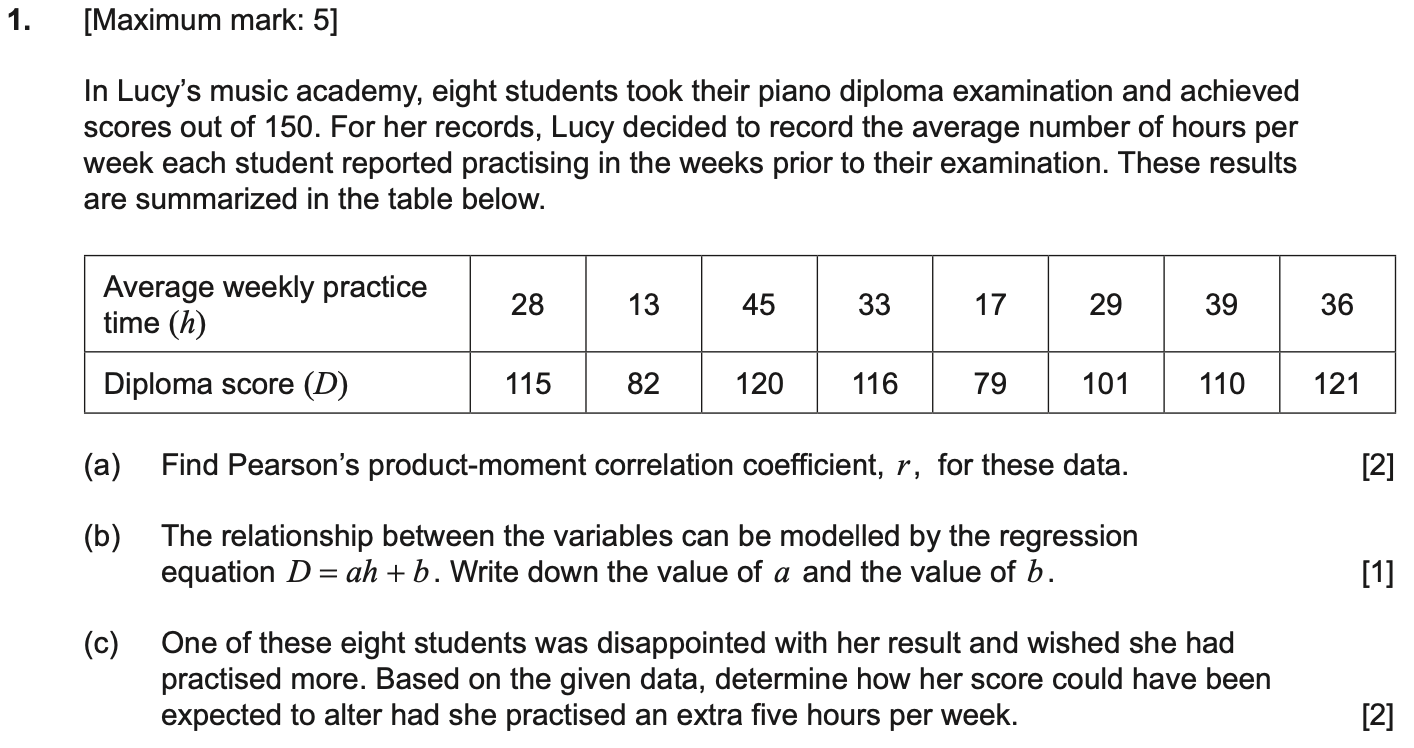 1. [Maximum mark: 5]
In Lucy's music academy, eight students took their piano diploma examination and achieved
scores out of 150. For her records, Lucy decided to record the average number of hours per
week each student reported practising in the weeks prior to their examination. These results
are summarized in the table below.
Average weekly practice
time (h) 28 13 45 33 17 29 39 36
Diploma score (D) 115 82 120 116 79 101 110 121
(a) Find Pearson's product-moment correlation coefficient, r, for these data. [2]
(b) The relationship between the variables can be modelled by the regression
equation D = ah + b. Write down the value of a and the value of b. [1]
(c) One of these eight students was disappointed with her result and wished she had
practised more. Based on the given data, determine how her score could have been
expected to alter had she practised an extra five hours per week. [2]